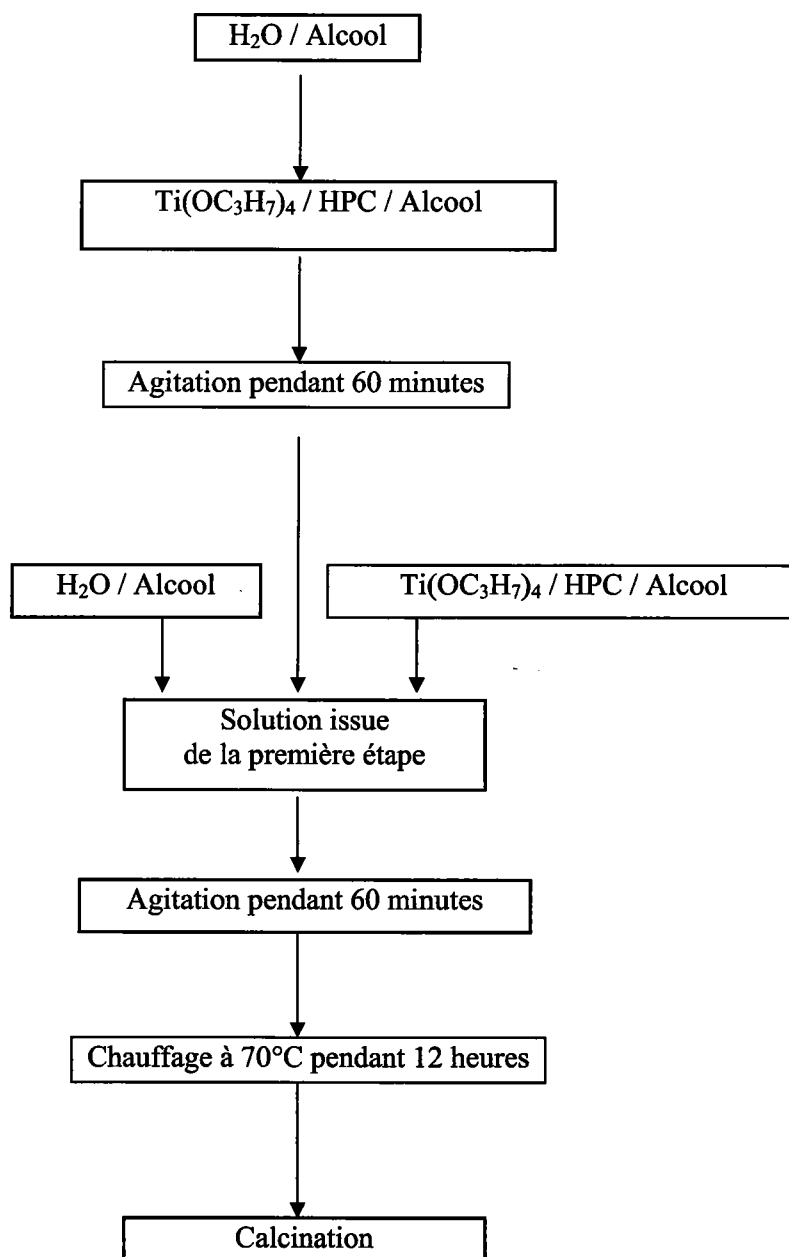 H₂O / Alcool
Ti(OC₃H₇)₄ / HPC / Alcool
Agitation pendant 60 minutes
H₂O / Alcool
Ti(OC₃H₇)₄ / HPC / Alcool
Solution issue
de la première étape
Agitation pendant 60 minutes
Chauffage à 70°C pendant 12 heures
Calcination